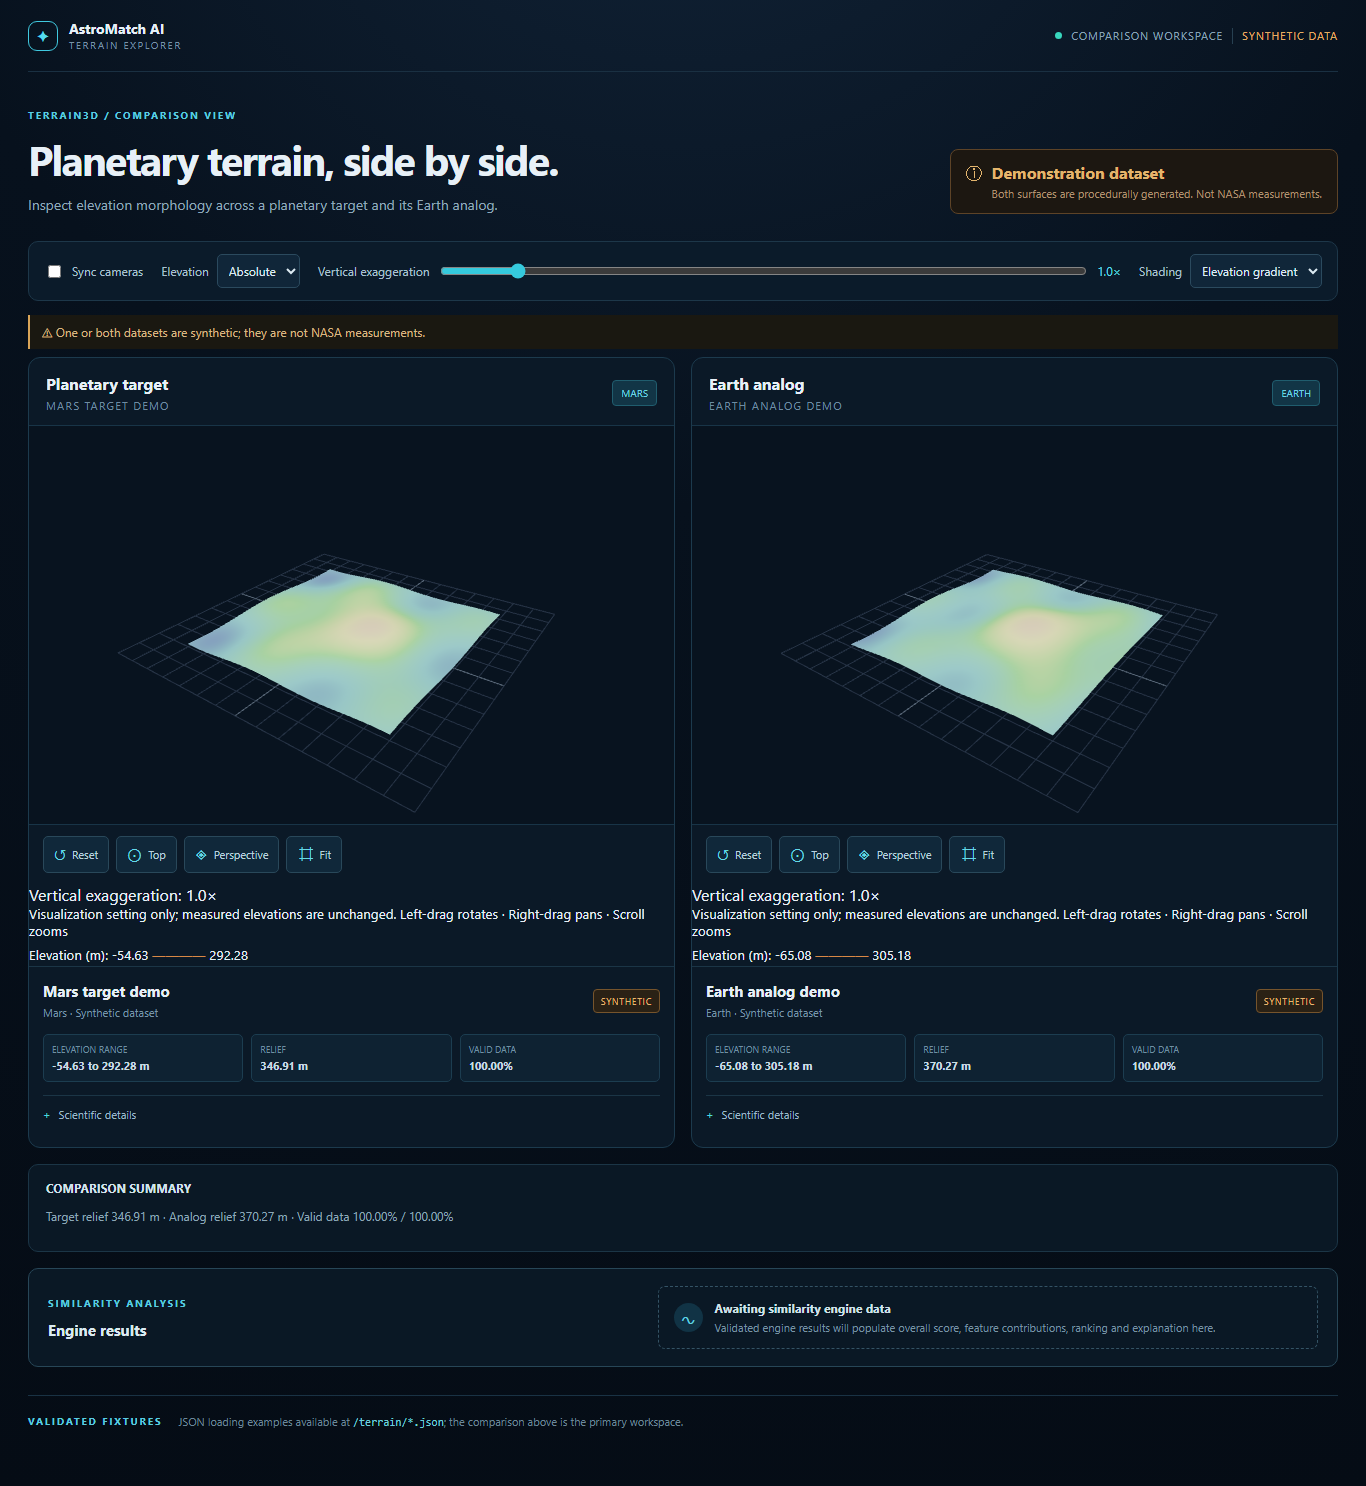 AstroMatch AI
TERRAIN EXPLORER
COMPARISON WORKSPACE
SYNTHETIC DATA
TERRAIN3D / COMPARISON VIEW
Planetary terrain, side by side.
Inspect elevation morphology across a planetary target and its Earth analog.
Demonstration dataset
Both surfaces are procedurally generated. Not NASA measurements.
Sync cameras Elevation Absolute Vertical exaggeration 1.0× Shading Elevation gradient
⚠ One or both datasets are synthetic; they are not NASA measurements.
Planetary target
MARS TARGET DEMO
MARS
Reset Top Perspective Fit
Vertical exaggeration: 1.0×
Visualization setting only; measured elevations are unchanged. Left-drag rotates · Right-drag pans · Scroll
zooms
Elevation (m): -54.63 ———— 292.28
Mars target demo
Mars · Synthetic dataset
SYNTHETIC
ELEVATION RANGE
-54.63 to 292.28 m
RELIEF
346.91 m
VALID DATA
100.00%
+ Scientific details
Earth analog
EARTH ANALOG DEMO
EARTH
Reset Top Perspective Fit
Vertical exaggeration: 1.0×
Visualization setting only; measured elevations are unchanged. Left-drag rotates · Right-drag pans · Scroll
zooms
Elevation (m): -65.08 ———— 305.18
Earth analog demo
Earth · Synthetic dataset
SYNTHETIC
ELEVATION RANGE
-65.08 to 305.18 m
RELIEF
370.27 m
VALID DATA
100.00%
+ Scientific details
COMPARISON SUMMARY
Target relief 346.91 m · Analog relief 370.27 m · Valid data 100.00% / 100.00%
SIMILARITY ANALYSIS
Engine results
Awaiting similarity engine data
Validated engine results will populate overall score, feature contributions, ranking and explanation here.
VALIDATED FIXTURES JSON loading examples available at /terrain/*.json; the comparison above is the primary workspace.